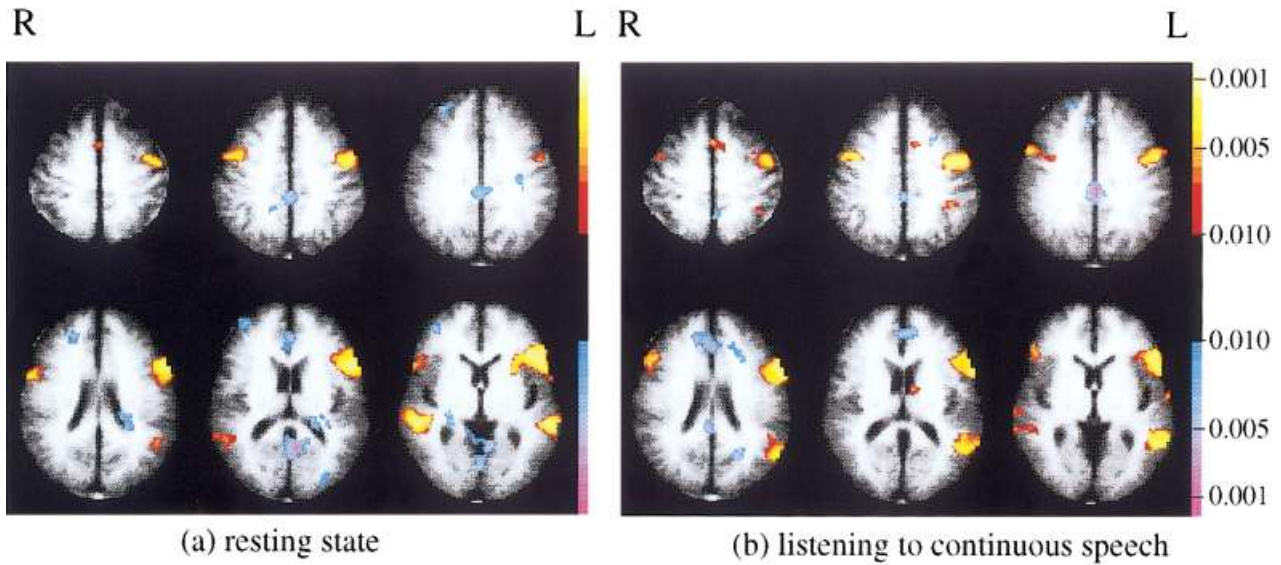 R
L
R
L
0.001
0.005
0.010
0.010
0.005
0.001
(a) resting state
(b) listening to continuous speech